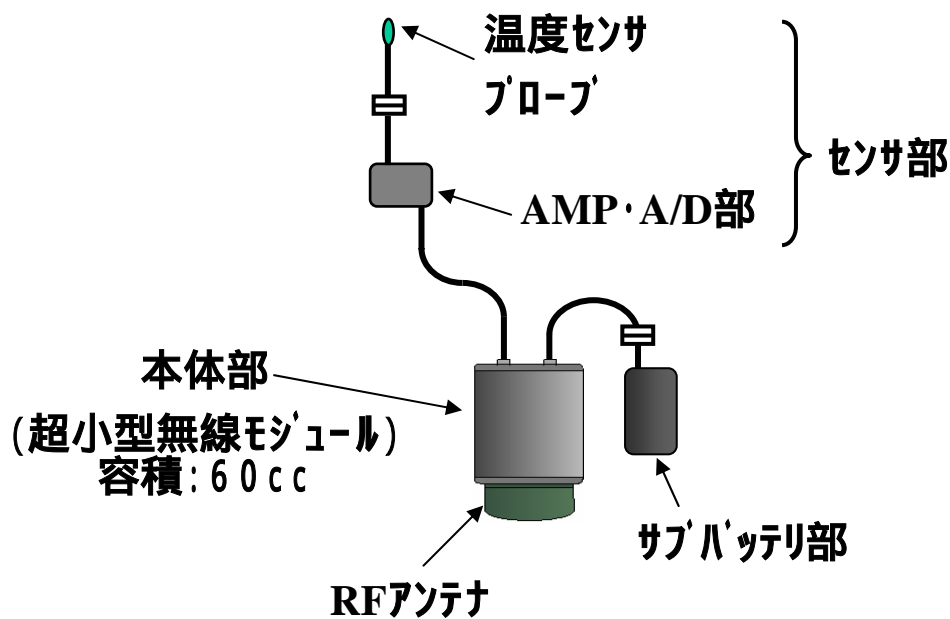 温度センサ
プローブ
センサ部
AMP・A/D部
本体部
(超小型無線モジュール)
容積:60cc
サブバッテリ部
RFアンテナ